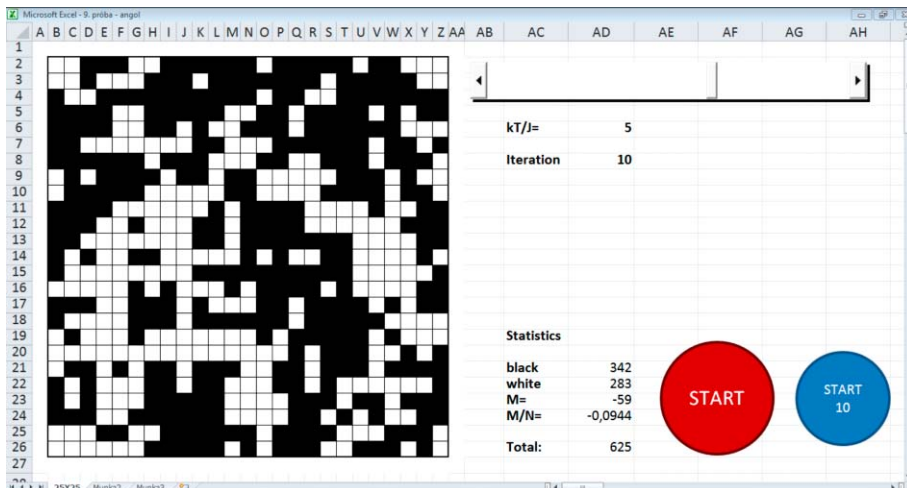 Microsoft Excel - 9. próba - angol
A B C D E F G H I J K L M N O P Q R S T U V W X Y Z AA AB AC AD AE AF AG AH
1
2
3
4
5
6 kT/J= 5
7
8 Iteration 10
9
10
11
12
13
14
15
16
17
18
19 Statistics
20
21 black 342
22 white 283
23 M= -59
24 M/N= -0,0944
25
26 Total: 625
27
START
START
10
25X25 Munka2 Munka3